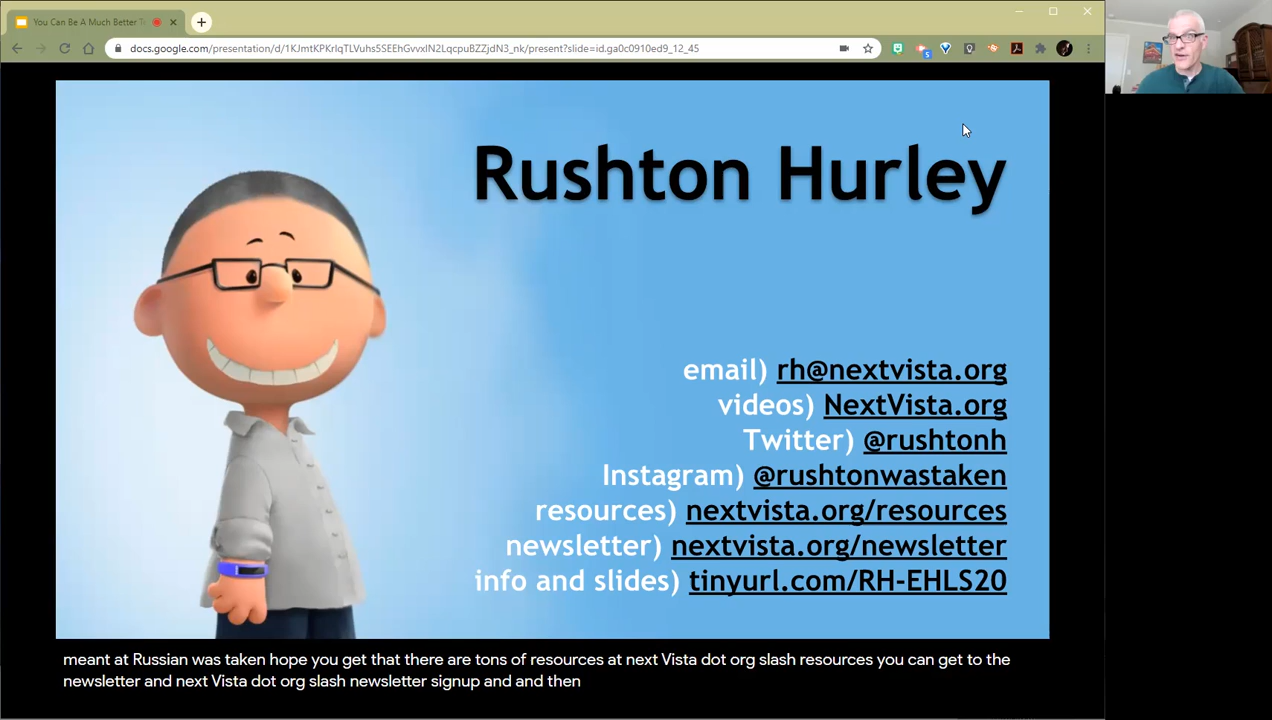 You Can Be A Much Better Te
docs.google.com/presentation/d/1KJmtKPKrIqTLVuhs5SEEhGvvxlN2LqcpuBZZjdN3_nk/present?slide=id.ga0c0910ed9_12_45
Rushton Hurley
email) rh@nextvista.org
videos) NextVista.org
Twitter) @rushtonh
Instagram) @rushtonwastaken
resources) nextvista.org/resources
newsletter) nextvista.org/newsletter
info and slides) tinyurl.com/RH-EHLS20
meant at Russian was taken hope you get that there are tons of resources at next Vista dot org slash resources you can get to the
newsletter and next Vista dot org slash newsletter signup and and then